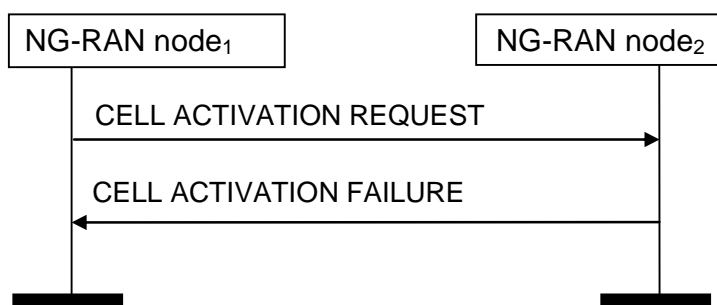 NG-RAN node₁
NG-RAN node₂
CELL ACTIVATION REQUEST
CELL ACTIVATION FAILURE